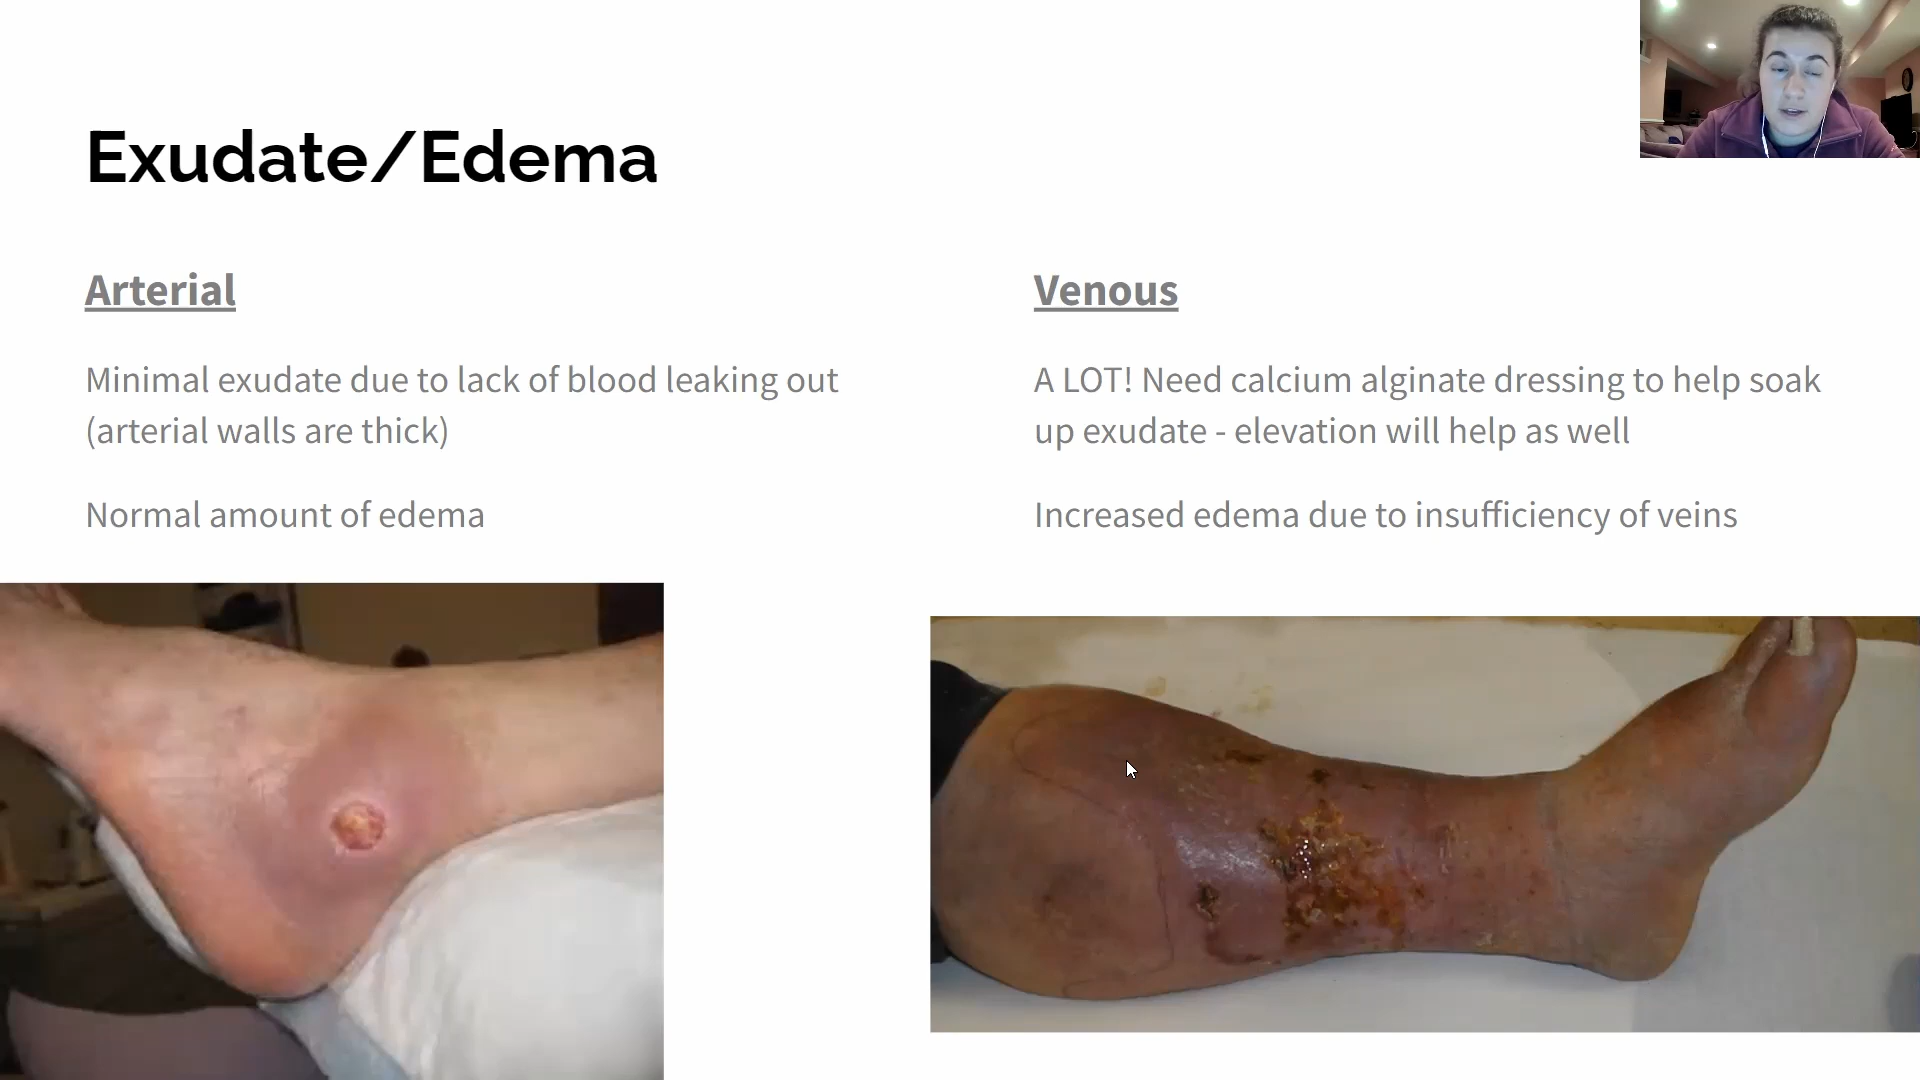 Exudate/Edema
Arterial
Minimal exudate due to lack of blood leaking out
(arterial walls are thick)
Normal amount of edema
Venous
A LOT! Need calcium alginate dressing to help soak
up exudate - elevation will help as well
Increased edema due to insufficiency of veins